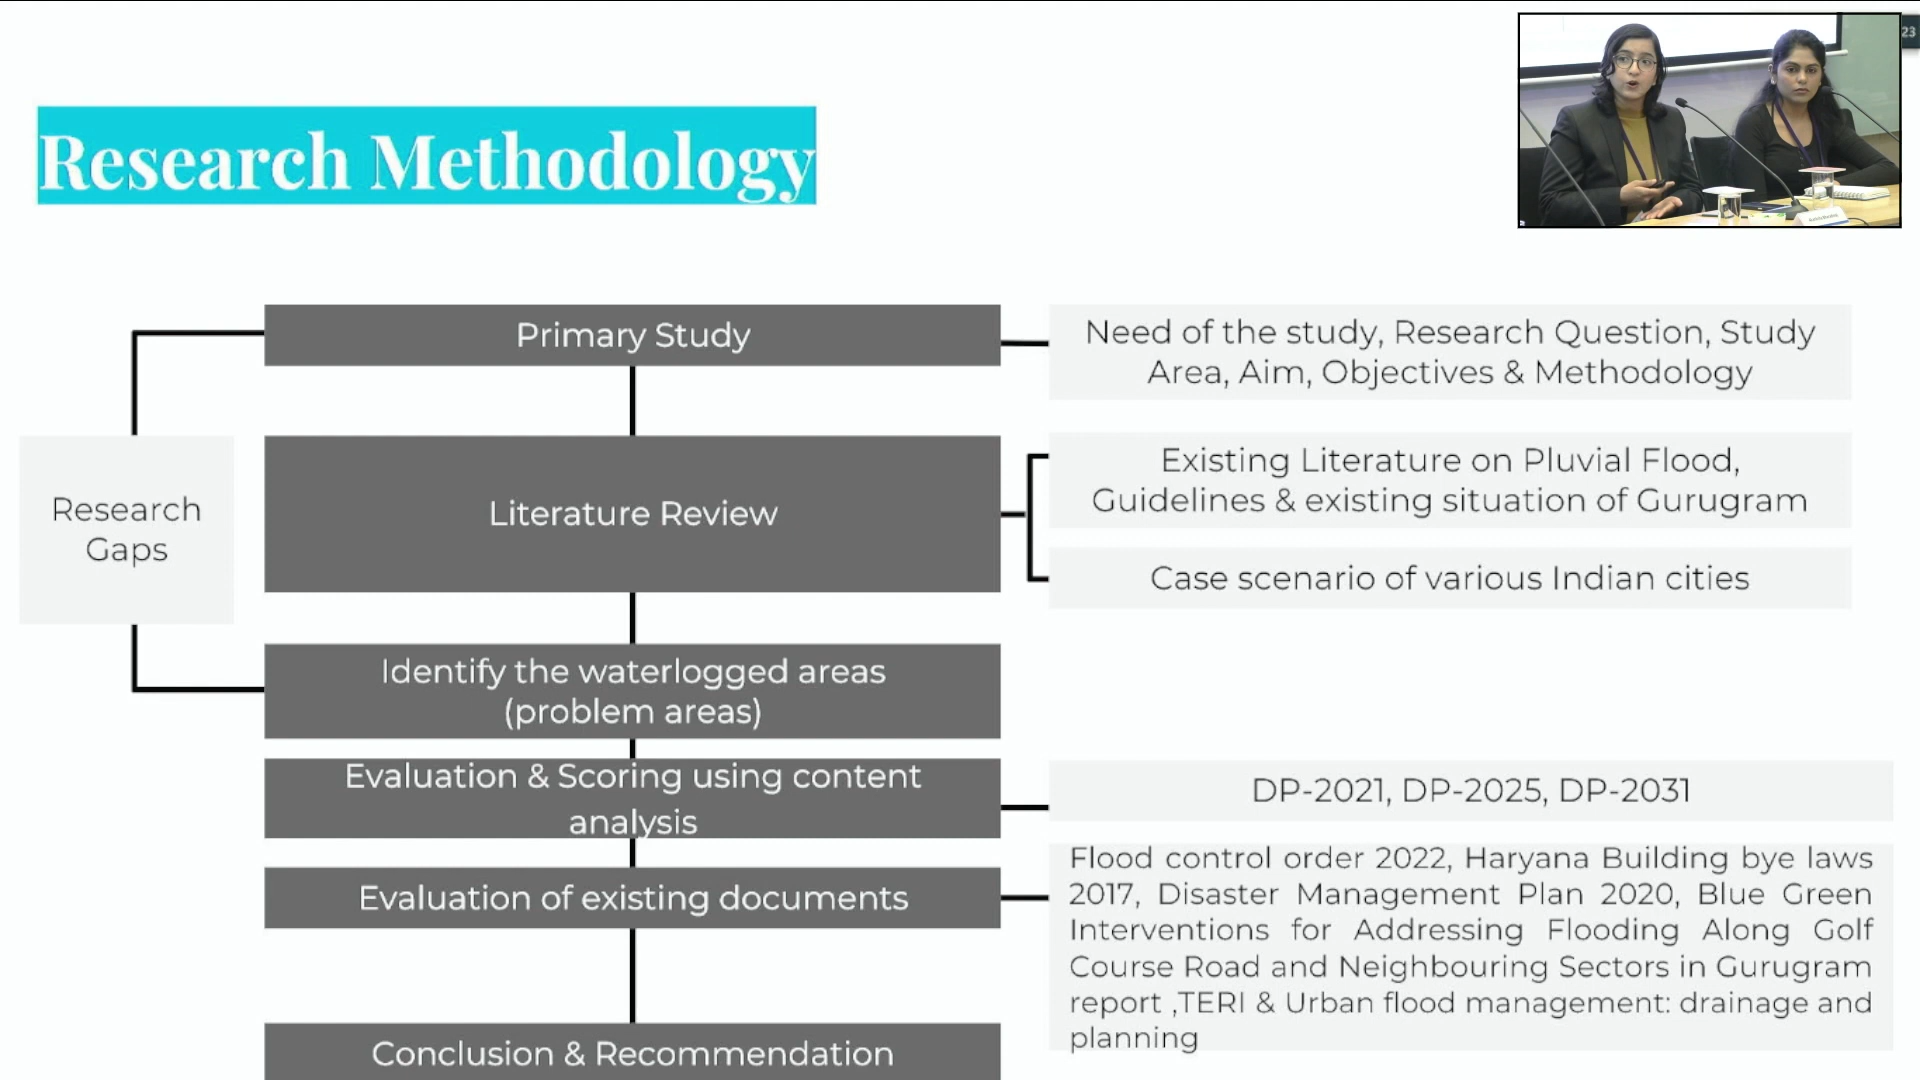 23
Research Methodology
Primary Study
Need of the study, Research Question, Study
Area, Aim, Objectives & Methodology
Research
Gaps
Literature Review
Existing Literature on Pluvial Flood,
Guidelines & existing situation of Gurugram
Case scenario of various Indian cities
Identify the waterlogged areas
(problem areas)
Evaluation & Scoring using content
analysis
DP-2021, DP-2025, DP-2031
Evaluation of existing documents
Flood control order 2022, Haryana Building bye laws
2017, Disaster Management Plan 2020, Blue Green
Interventions for Addressing Flooding Along Golf
Course Road and Neighbouring Sectors in Gurugram
report ,TERI & Urban flood management: drainage and
planning
Conclusion & Recommendation